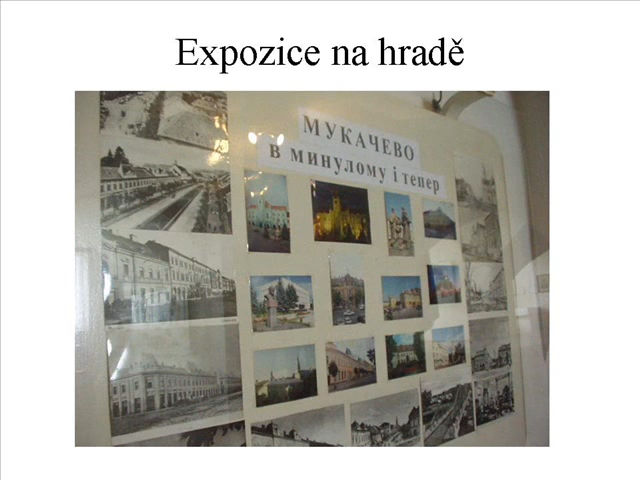 Expozice na hradě
МУКАЧЕВО
в минулому і тепер